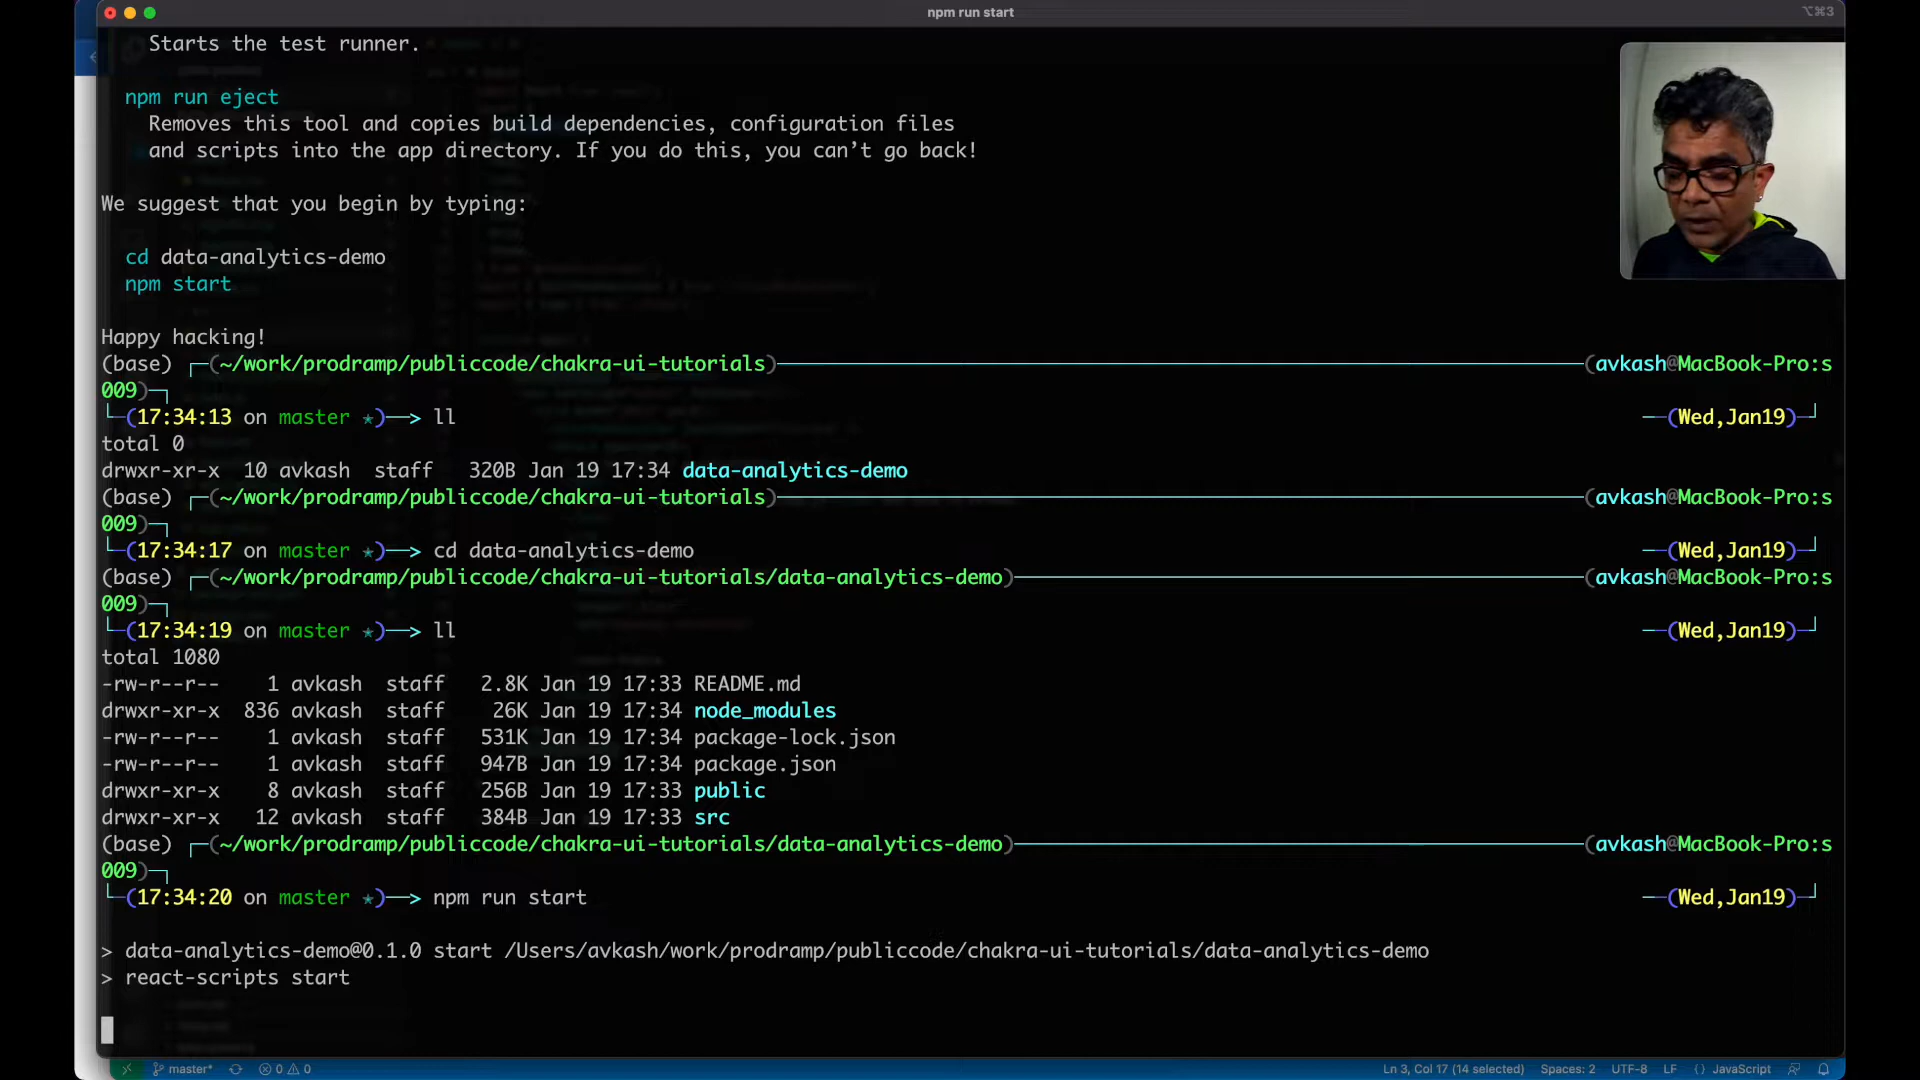 npm run start
⌥⌘3
Starts the test runner.
npm run eject
Removes this tool and copies build dependencies, configuration files
and scripts into the app directory. If you do this, you can’t go back!
We suggest that you begin by typing:
cd data-analytics-demo
npm start
Happy hacking!
(base) ┌─(~/work/prodramp/publiccode/chakra-ui-tutorials)──(avkash@MacBook-Pro:s
009)─┐
└─(17:34:13 on master ✭)──> ll ──(Wed,Jan19)─┘
total 0
drwxr-xr-x 10 avkash staff 320B Jan 19 17:34 data-analytics-demo
(base) ┌─(~/work/prodramp/publiccode/chakra-ui-tutorials)──(avkash@MacBook-Pro:s
009)─┐
└─(17:34:17 on master ✭)──> cd data-analytics-demo ──(Wed,Jan19)─┘
(base) ┌─(~/work/prodramp/publiccode/chakra-ui-tutorials/data-analytics-demo)──(avkash@MacBook-Pro:s
009)─┐
└─(17:34:19 on master ✭)──> ll ──(Wed,Jan19)─┘
total 1080
-rw-r--r-- 1 avkash staff 2.8K Jan 19 17:33 README.md
drwxr-xr-x 836 avkash staff 26K Jan 19 17:34 node_modules
-rw-r--r-- 1 avkash staff 531K Jan 19 17:34 package-lock.json
-rw-r--r-- 1 avkash staff 947B Jan 19 17:34 package.json
drwxr-xr-x 8 avkash staff 256B Jan 19 17:33 public
drwxr-xr-x 12 avkash staff 384B Jan 19 17:33 src
(base) ┌─(~/work/prodramp/publiccode/chakra-ui-tutorials/data-analytics-demo)──(avkash@MacBook-Pro:s
009)─┐
└─(17:34:20 on master ✭)──> npm run start ──(Wed,Jan19)─┘
> data-analytics-demo@0.1.0 start /Users/avkash/work/prodramp/publiccode/chakra-ui-tutorials/data-analytics-demo
> react-scripts start
master* 0 0 Ln 3, Col 17 (14 selected) Spaces: 2 UTF-8 LF {} JavaScript